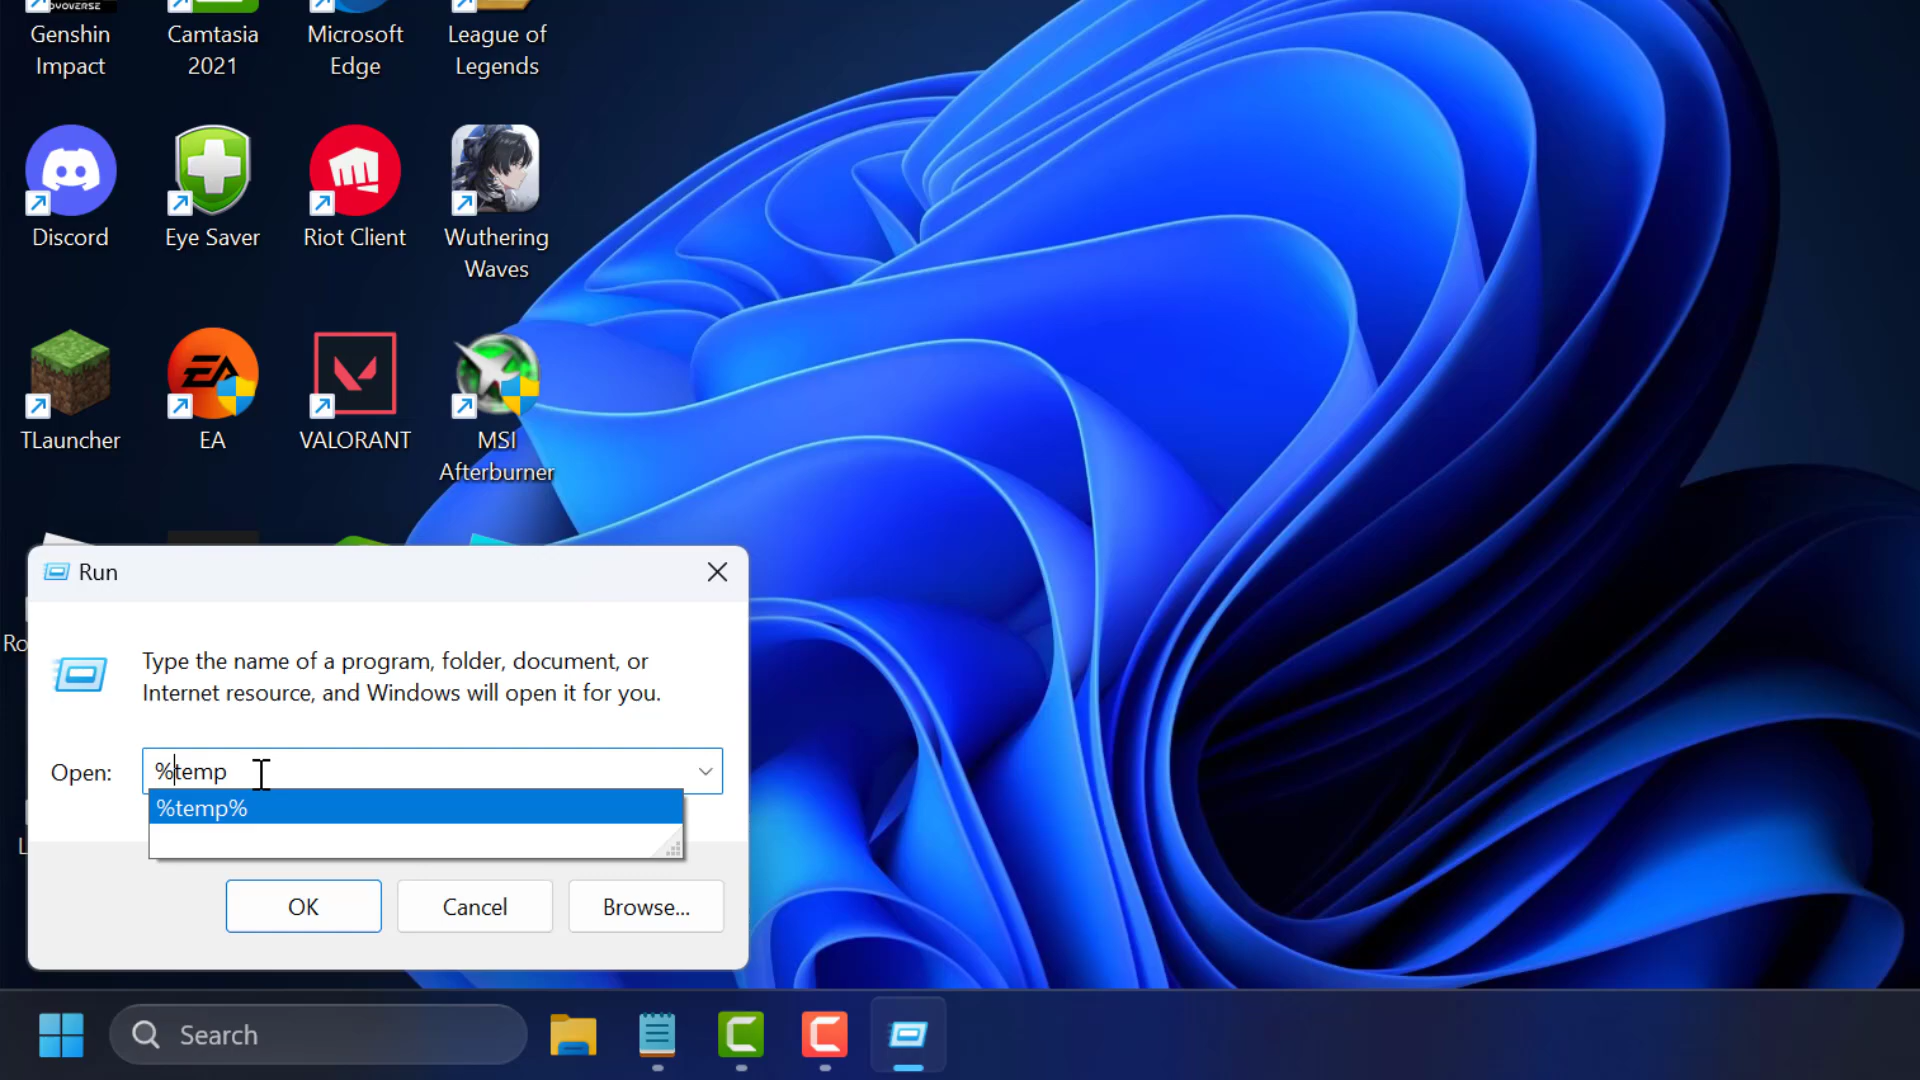 Genshin
Impact
Camtasia
2021
Microsoft
Edge
League of
Legends
Discord
Eye Saver
Riot Client
Wuthering
Waves
TLauncher
EA
VALORANT
MSI
Afterburner
Ro
L
Run
Type the name of a program, folder, document, or
Internet resource, and Windows will open it for you.
Open:
%temp
%temp%
OK
Cancel
Browse...
Search